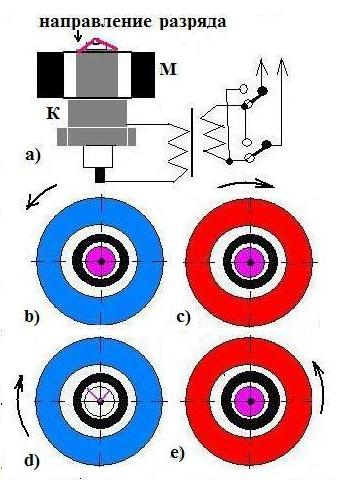 направление разряда
М
К
a)
b)
c)
d)
e)